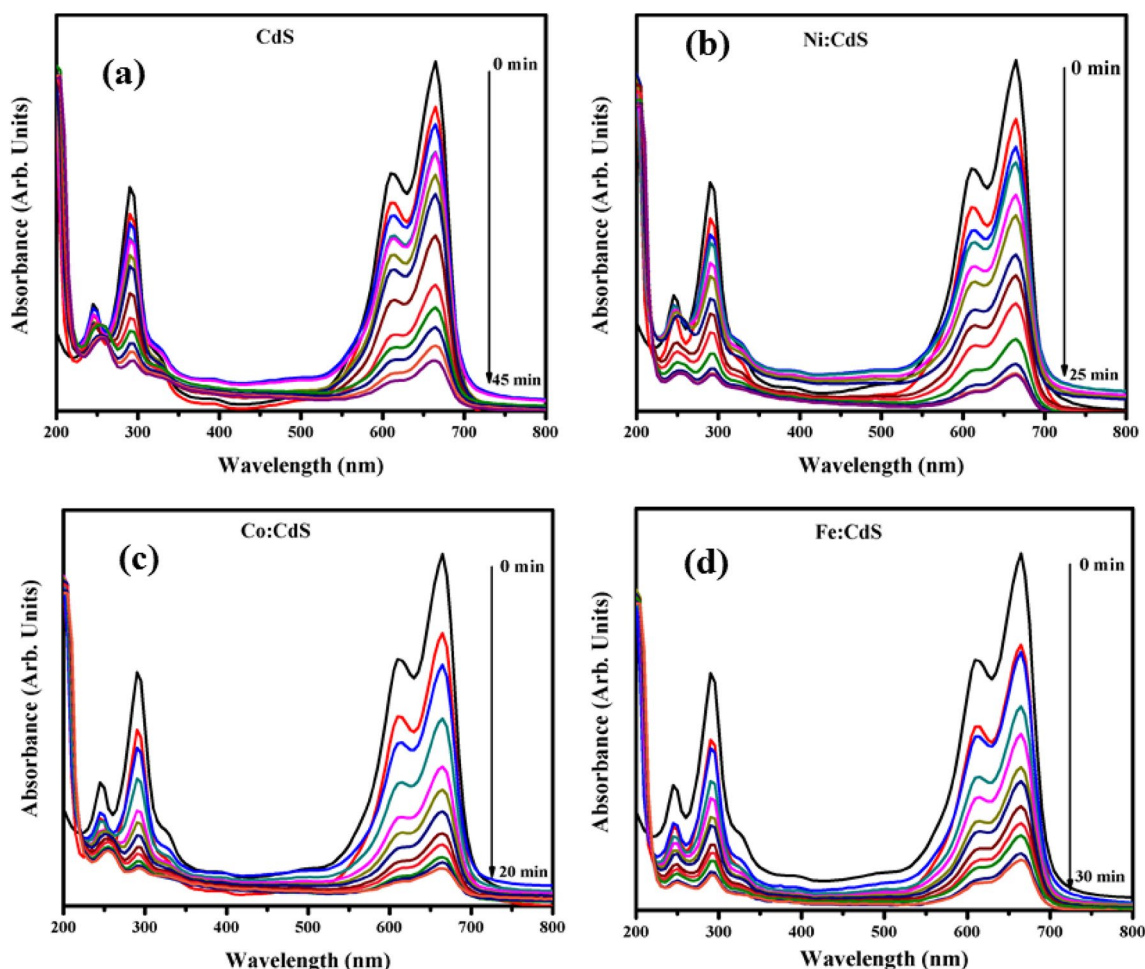 CdS
(a)
0 min
45 min
Absorbance (Arb. Units)
200 300 400 500 600 700 800
Wavelength (nm)
Ni:CdS
(b)
0 min
25 min
Absorbance (Arb. Units)
200 300 400 500 600 700 800
Wavelength (nm)
Co:CdS
(c)
0 min
20 min
Absorbance (Arb. Units)
200 300 400 500 600 700 800
Wavelength (nm)
Fe:CdS
(d)
0 min
30 min
Absorbance (Arb. Units)
200 300 400 500 600 700 800
Wavelength (nm)